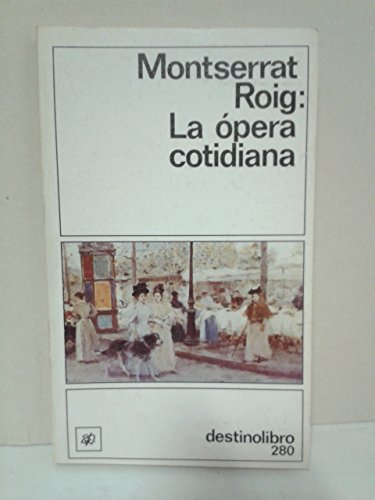 Montserrat
Roig:
La ópera
cotidiana
destinolibro
280